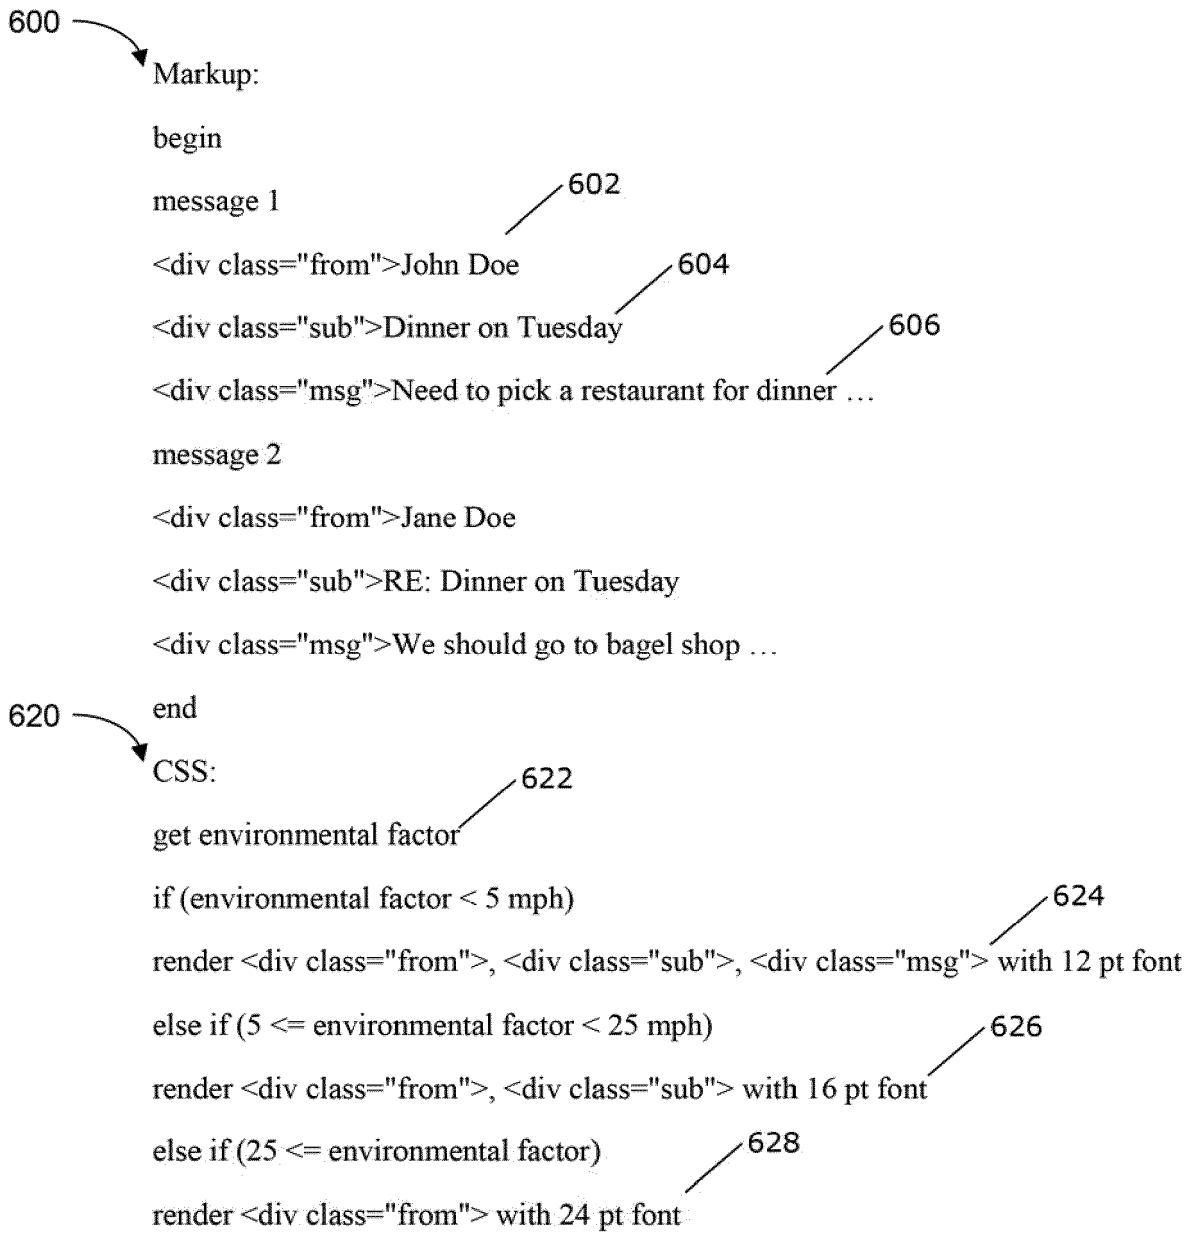 600
Markup:
begin
message 1
602
<div class="from">John Doe
604
<div class="sub">Dinner on Tuesday
606
<div class="msg">Need to pick a restaurant for dinner …
message 2
<div class="from">Jane Doe
<div class="sub">RE: Dinner on Tuesday
<div class="msg">We should go to bagel shop …
end
620
CSS:
622
get environmental factor
if (environmental factor < 5 mph)
624
render <div class="from">, <div class="sub">, <div class="msg"> with 12 pt font
else if (5 <= environmental factor < 25 mph)
626
render <div class="from">, <div class="sub"> with 16 pt font
else if (25 <= environmental factor)
628
render <div class="from"> with 24 pt font